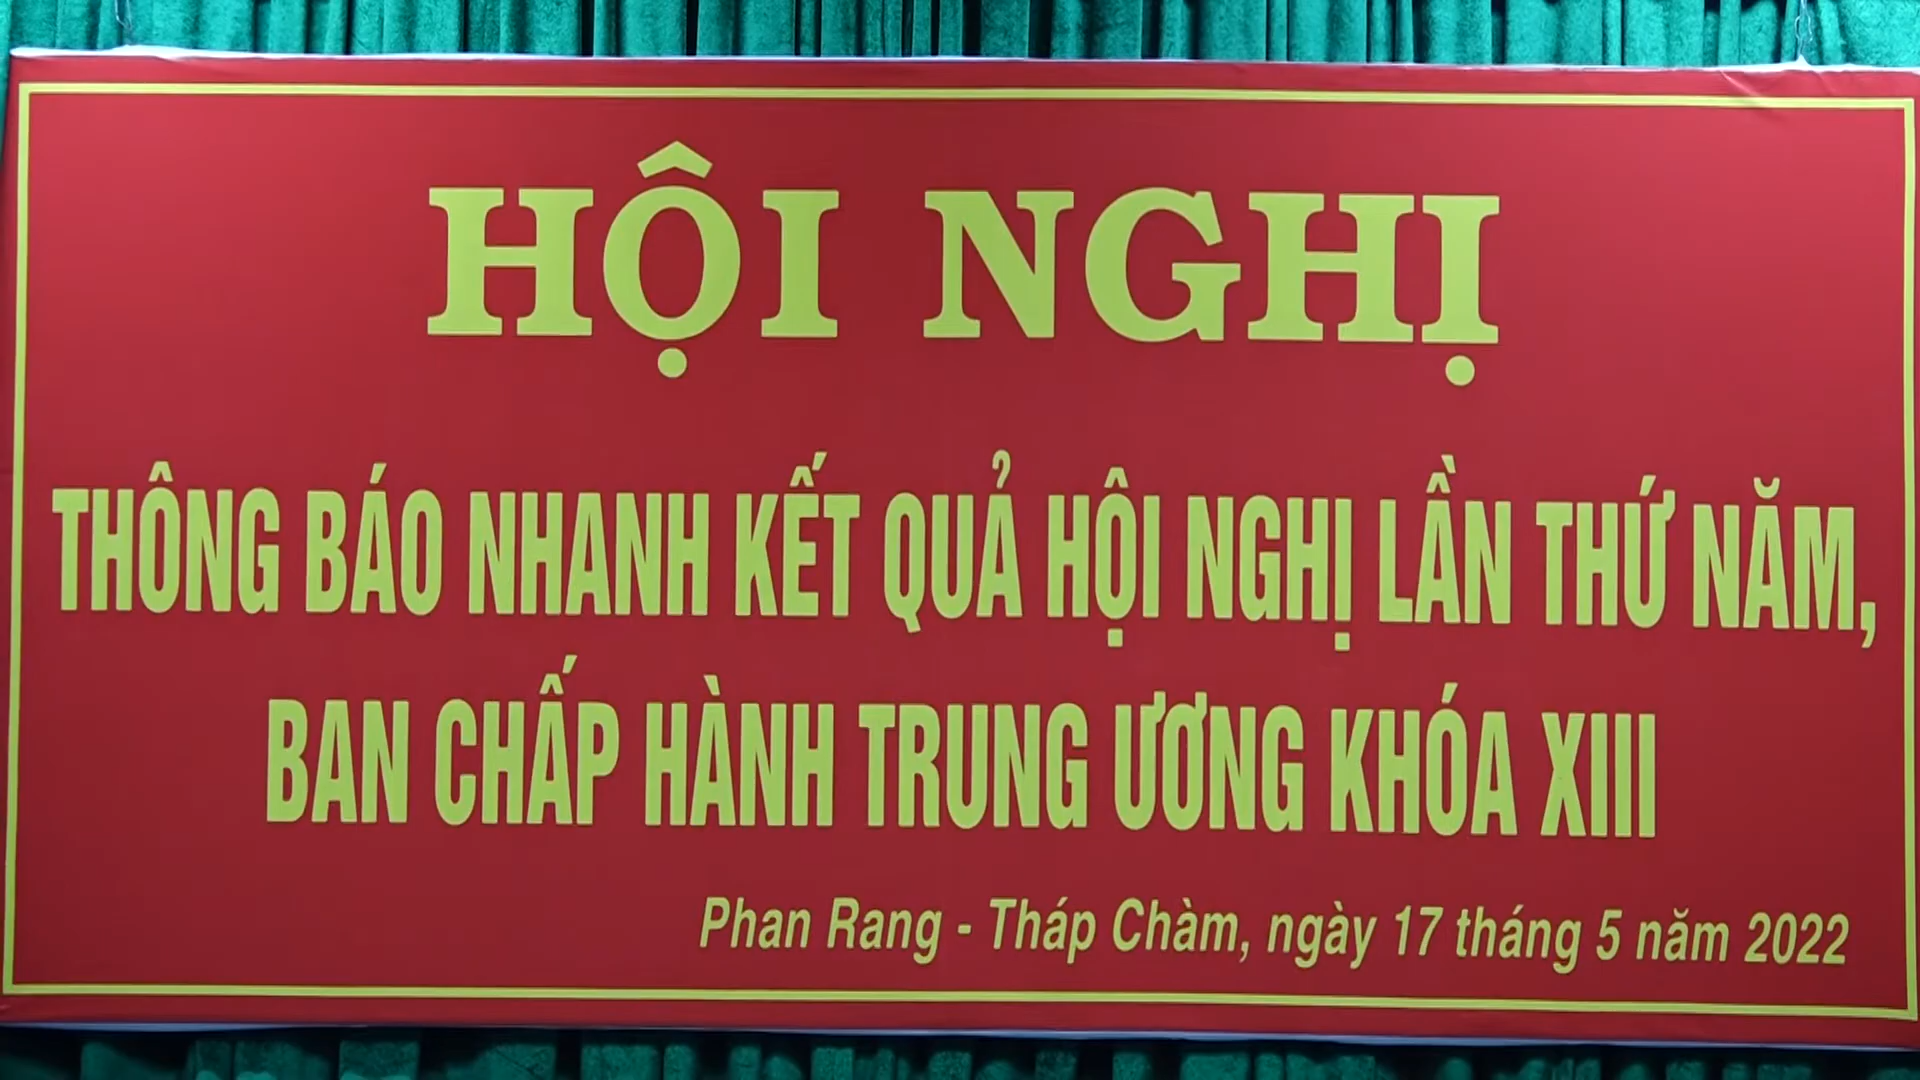 HỘI NGHỊ
THÔNG BÁO NHANH KẾT QUẢ HỘI NGHỊ LẦN THỨ NĂM,
BAN CHẤP HÀNH TRUNG ƯƠNG KHÓA XIII
Phan Rang - Tháp Chàm, ngày 17 tháng 5 năm 2022